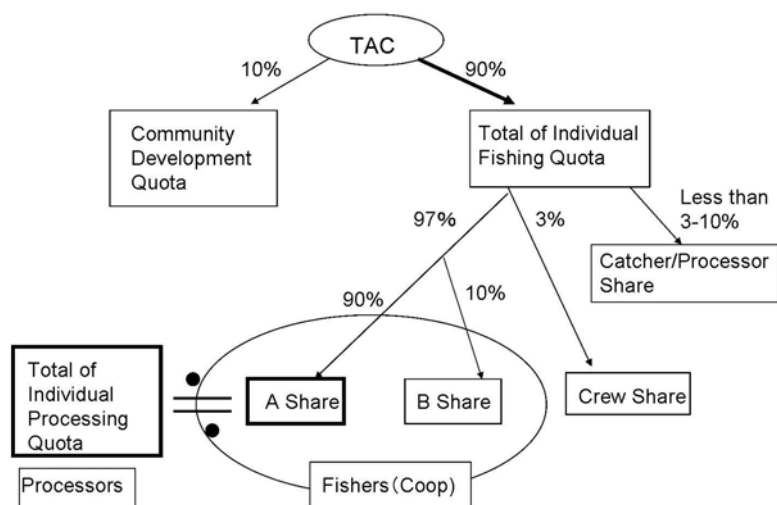 TAC
10%
90%
Community
Development
Quota
Total of Individual
Fishing Quota
Less than
3-10%
97%
3%
Catcher/Processor
Share
90%
10%
Total of
Individual
Processing
Quota
A Share
B Share
Crew Share
Processors
Fishers(Coop)